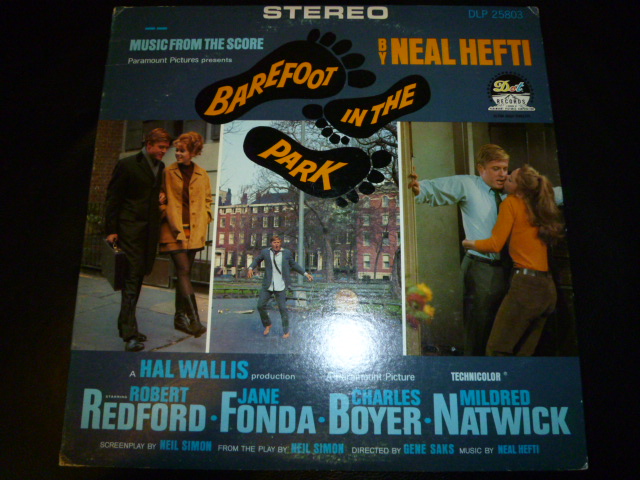 STEREO
DLP 25803
MUSIC FROM THE SCORE
Paramount Pictures presents
BY NEAL HEFTI
BAREFOOT
IN THE
PARK
Dot
RECORDS
A HAL WALLIS production
A Paramount Picture
TECHNICOLOR®
starring ROBERT REDFORD • JANE FONDA • CHARLES BOYER • MILDRED NATWICK
SCREENPLAY BY NEIL SIMON FROM THE PLAY BY NEIL SIMON DIRECTED BY GENE SAKS MUSIC BY NEAL HEFTI